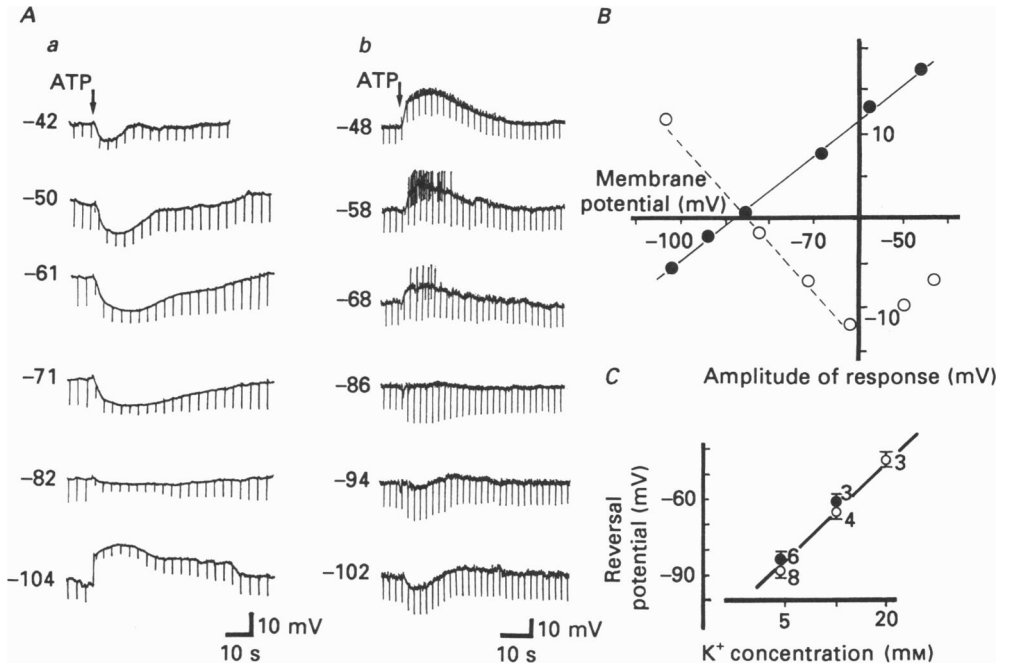 A
a
ATP
−42
−50
−61
−71
−82
−104
10 mV
10 s
b
ATP
−48
−58
−68
−86
−94
−102
10 mV
10 s
B
10
Membrane
potential (mV)
−100
−70
−50
−10
Amplitude of response (mV)
C
Reversal
potential (mV)
−60
−90
3
3
4
6
8
5
20
K⁺ concentration (mM)